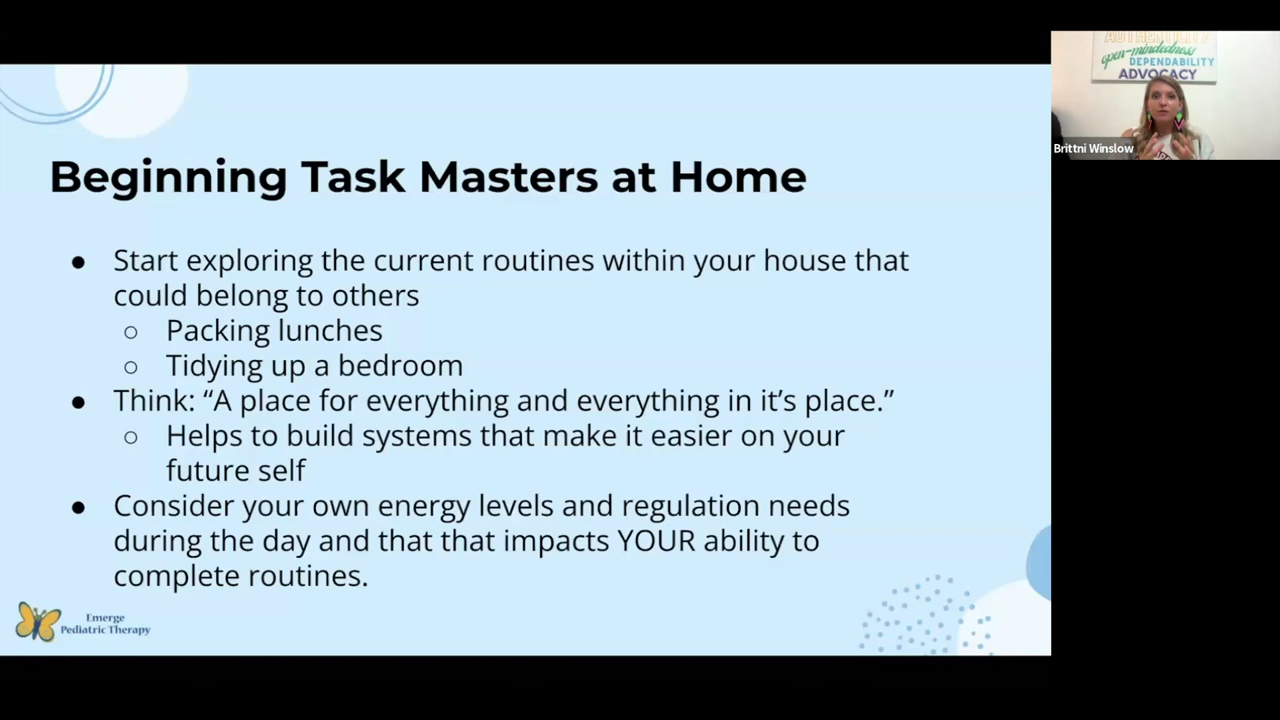 AUTHENTICITY
open-mindedness
DEPENDABILITY
ADVOCACY
Brittni Winslow
Beginning Task Masters at Home
● Start exploring the current routines within your house that
could belong to others
○ Packing lunches
○ Tidying up a bedroom
● Think: “A place for everything and everything in it’s place.”
○ Helps to build systems that make it easier on your
future self
● Consider your own energy levels and regulation needs
during the day and that that impacts YOUR ability to
complete routines.
Emerge
Pediatric Therapy